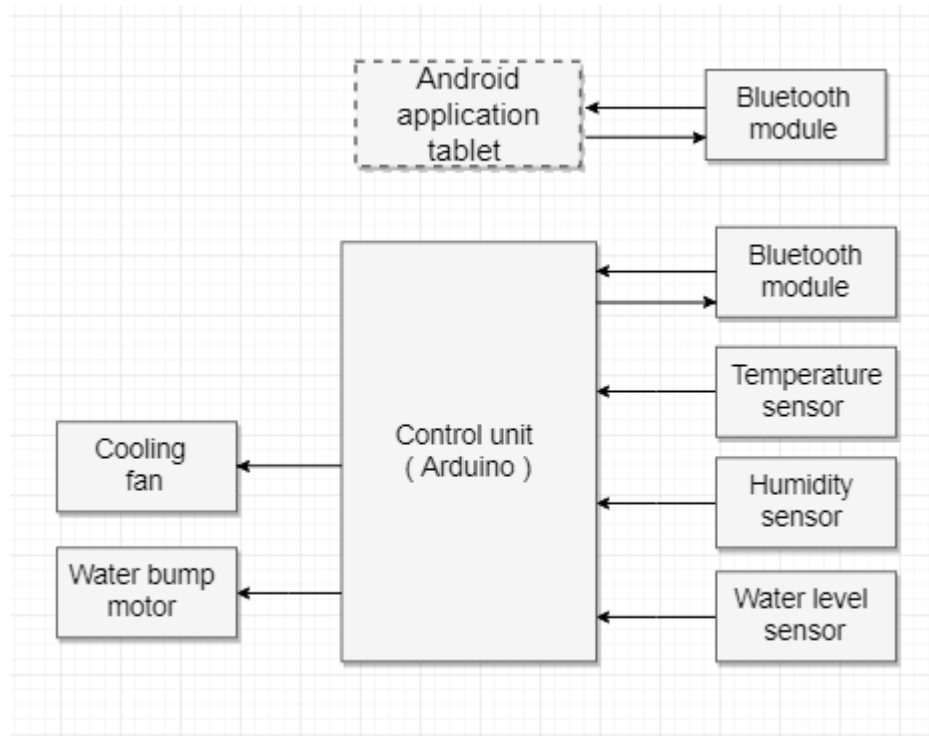 Android
application
tablet
Bluetooth
module
Bluetooth
module
Temperature
sensor
Control unit
( Arduino )
Cooling
fan
Humidity
sensor
Water bump
motor
Water level
sensor